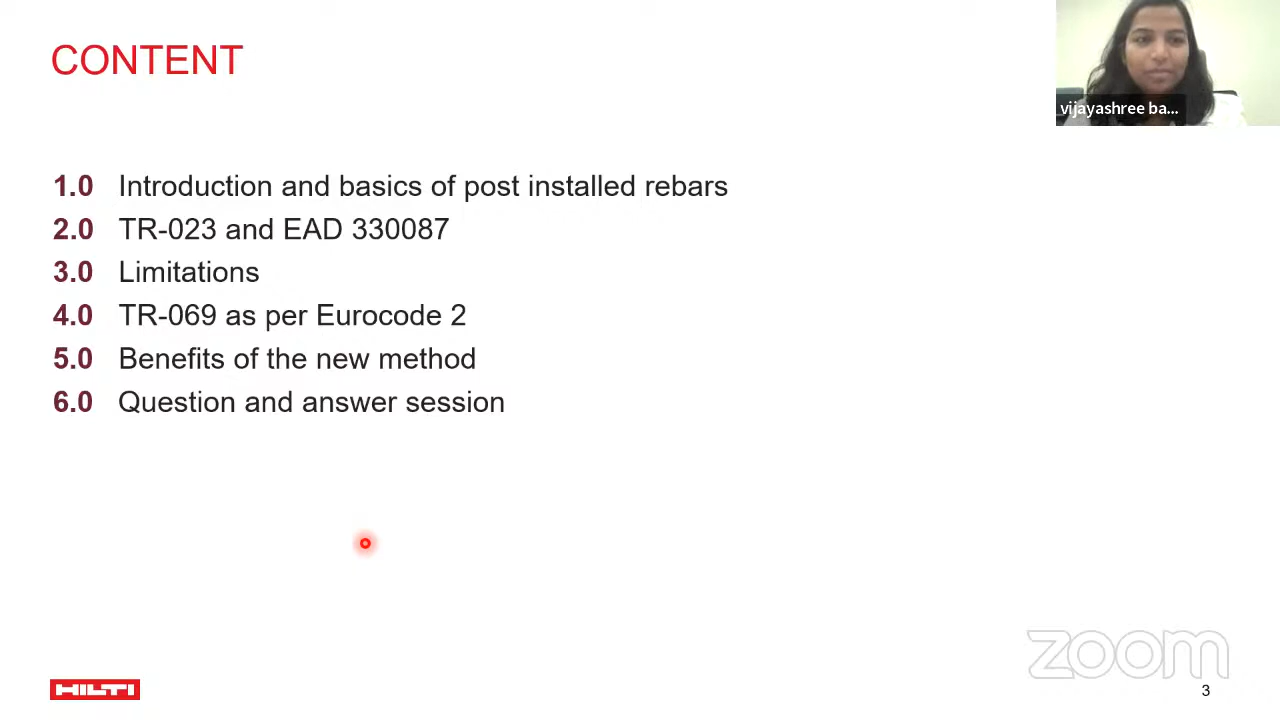 CONTENT
vijayashree ba...
1.0 Introduction and basics of post installed rebars
2.0 TR-023 and EAD 330087
3.0 Limitations
4.0 TR-069 as per Eurocode 2
5.0 Benefits of the new method
6.0 Question and answer session
zoom
HILTI
3